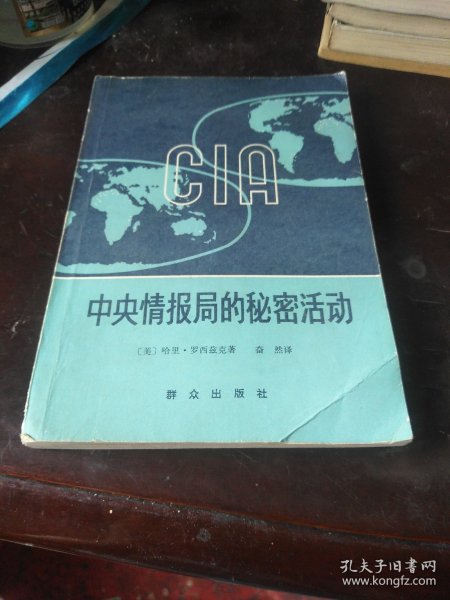 CIA
中央情报局的秘密活动
〔美〕哈里·罗西兹克著 奋然译
群众出版社
孔夫子旧书网
www.kongfz.com